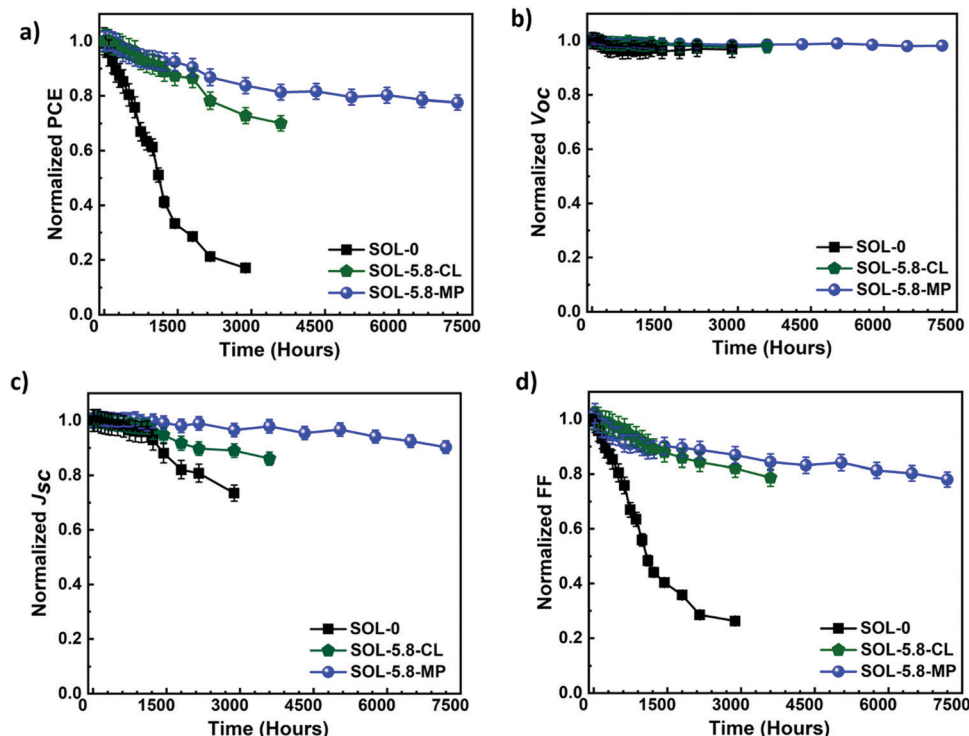 a)
Normalized PCE
1.0
0.8
0.6
0.4
0.2
0.0
SOL-0
SOL-5.8-CL
SOL-5.8-MP
0 1500 3000 4500 6000 7500
Time (Hours)
b)
Normalized Voc
1.0
0.8
0.6
0.4
0.2
0.0
SOL-0
SOL-5.8-CL
SOL-5.8-MP
0 1500 3000 4500 6000 7500
Time (Hours)
c)
Normalized Jsc
1.0
0.8
0.6
0.4
0.2
0.0
SOL-0
SOL-5.8-CL
SOL-5.8-MP
0 1500 3000 4500 6000 7500
Time (Hours)
d)
Normalized FF
1.0
0.8
0.6
0.4
0.2
0.0
SOL-0
SOL-5.8-CL
SOL-5.8-MP
0 1500 3000 4500 6000 7500
Time (Hours)